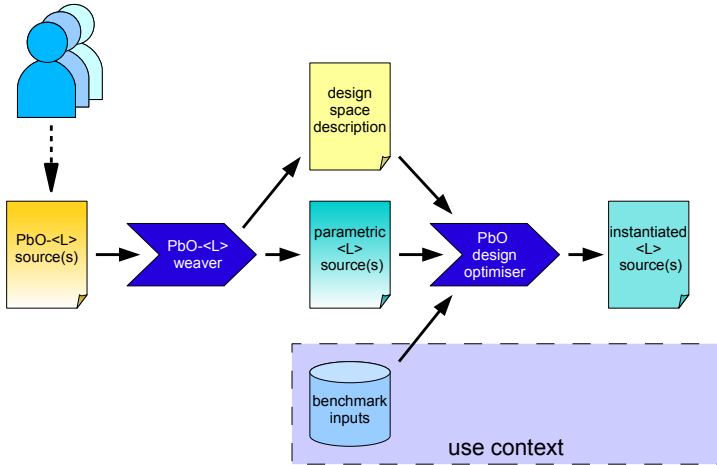 design
space
description
PbO-<L>
source(s)
PbO-<L>
weaver
parametric
<L>
source(s)
PbO
design
optimiser
instantiated
<L>
source(s)
benchmark
inputs
use context